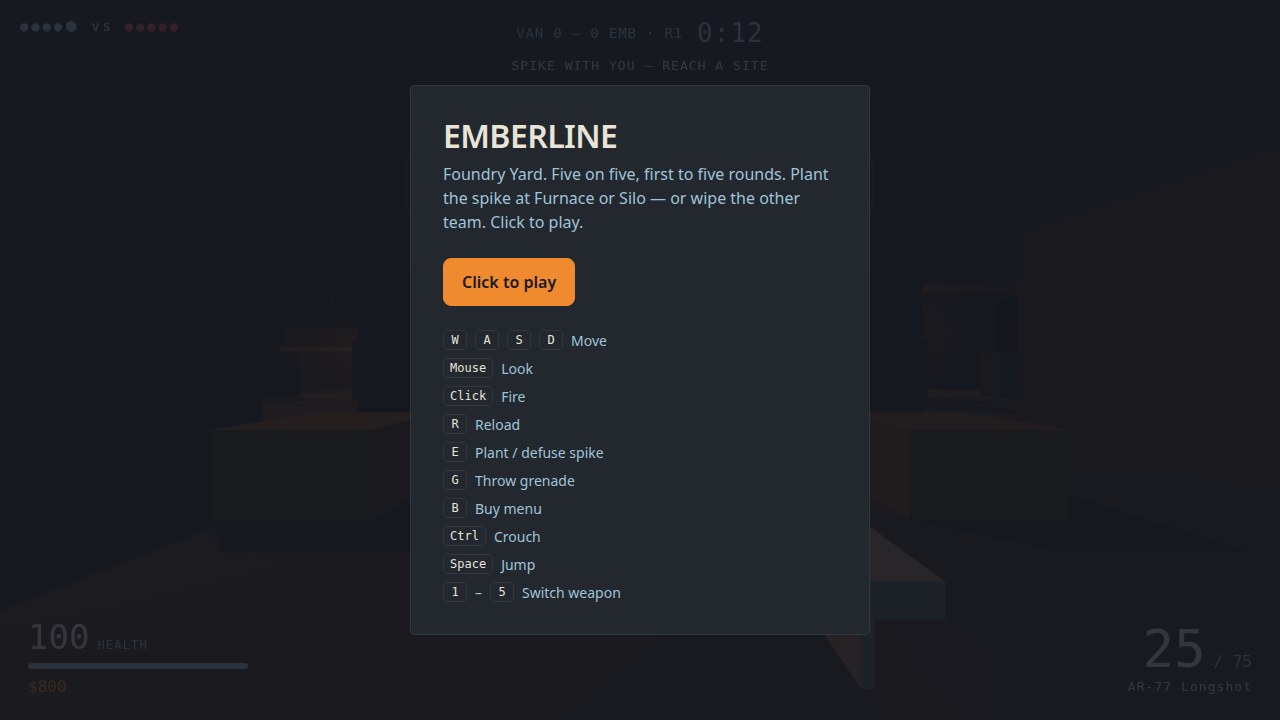 VS
VAN 0 — 0 EMB · R1 0:12
SPIKE WITH YOU — REACH A SITE
EMBERLINE
Foundry Yard. Five on five, first to five rounds. Plant
the spike at Furnace or Silo — or wipe the other
team. Click to play.
Click to play
W A S D Move
Mouse Look
Click Fire
R Reload
E Plant / defuse spike
G Throw grenade
B Buy menu
Ctrl Crouch
Space Jump
1 – 5 Switch weapon
100 HEALTH
$800
25 / 75
AR-77 Longshot